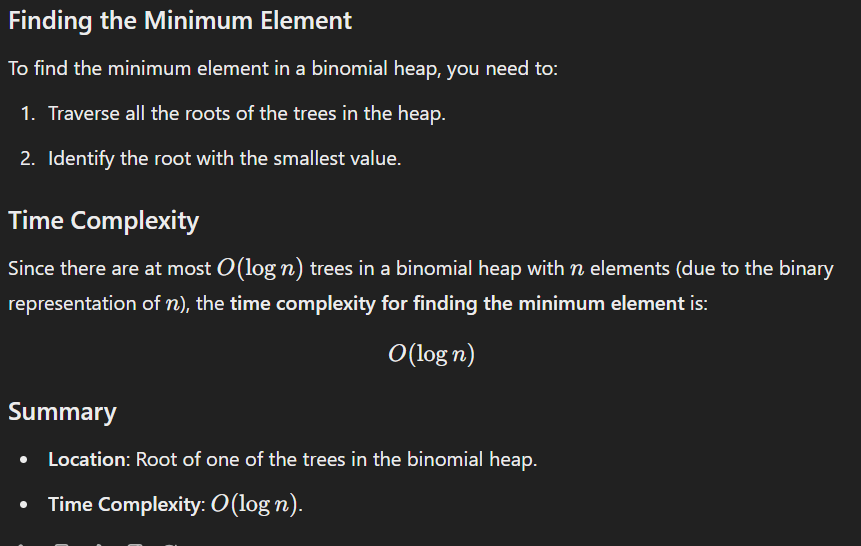 Finding the Minimum Element
To find the minimum element in a binomial heap, you need to:
1. Traverse all the roots of the trees in the heap.
2. Identify the root with the smallest value.
Time Complexity
Since there are at most O(log n) trees in a binomial heap with n elements (due to the binary
representation of n), the time complexity for finding the minimum element is:
O(log n)
Summary
• Location: Root of one of the trees in the binomial heap.
• Time Complexity: O(log n).